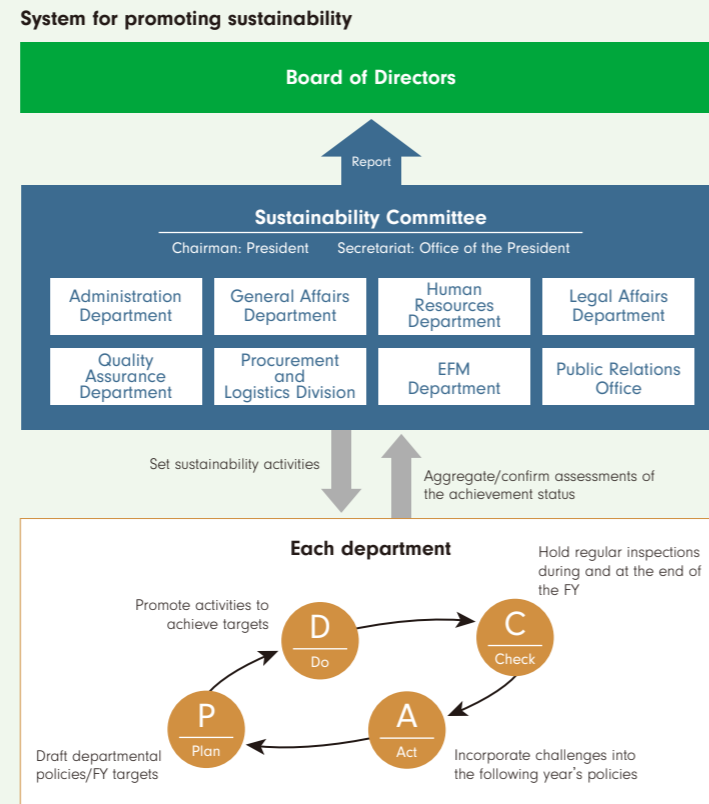 System for promoting sustainability
Board of Directors
Report
Sustainability Committee
Chairman: President Secretariat: Office of the President
Administration
Department
General Affairs
Department
Human
Resources
Department
Legal Affairs
Department
Quality
Assurance
Department
Procurement
and
Logistics Division
EFM
Department
Public Relations
Office
Set sustainability activities
Aggregate/confirm assessments of
the achievement status
Each department
Hold regular inspections
during and at the end of
the FY
Promote activities to
achieve targets
D
Do
C
Check
P
Plan
A
Act
Draft departmental
policies/FY targets
Incorporate challenges into
the following year's policies